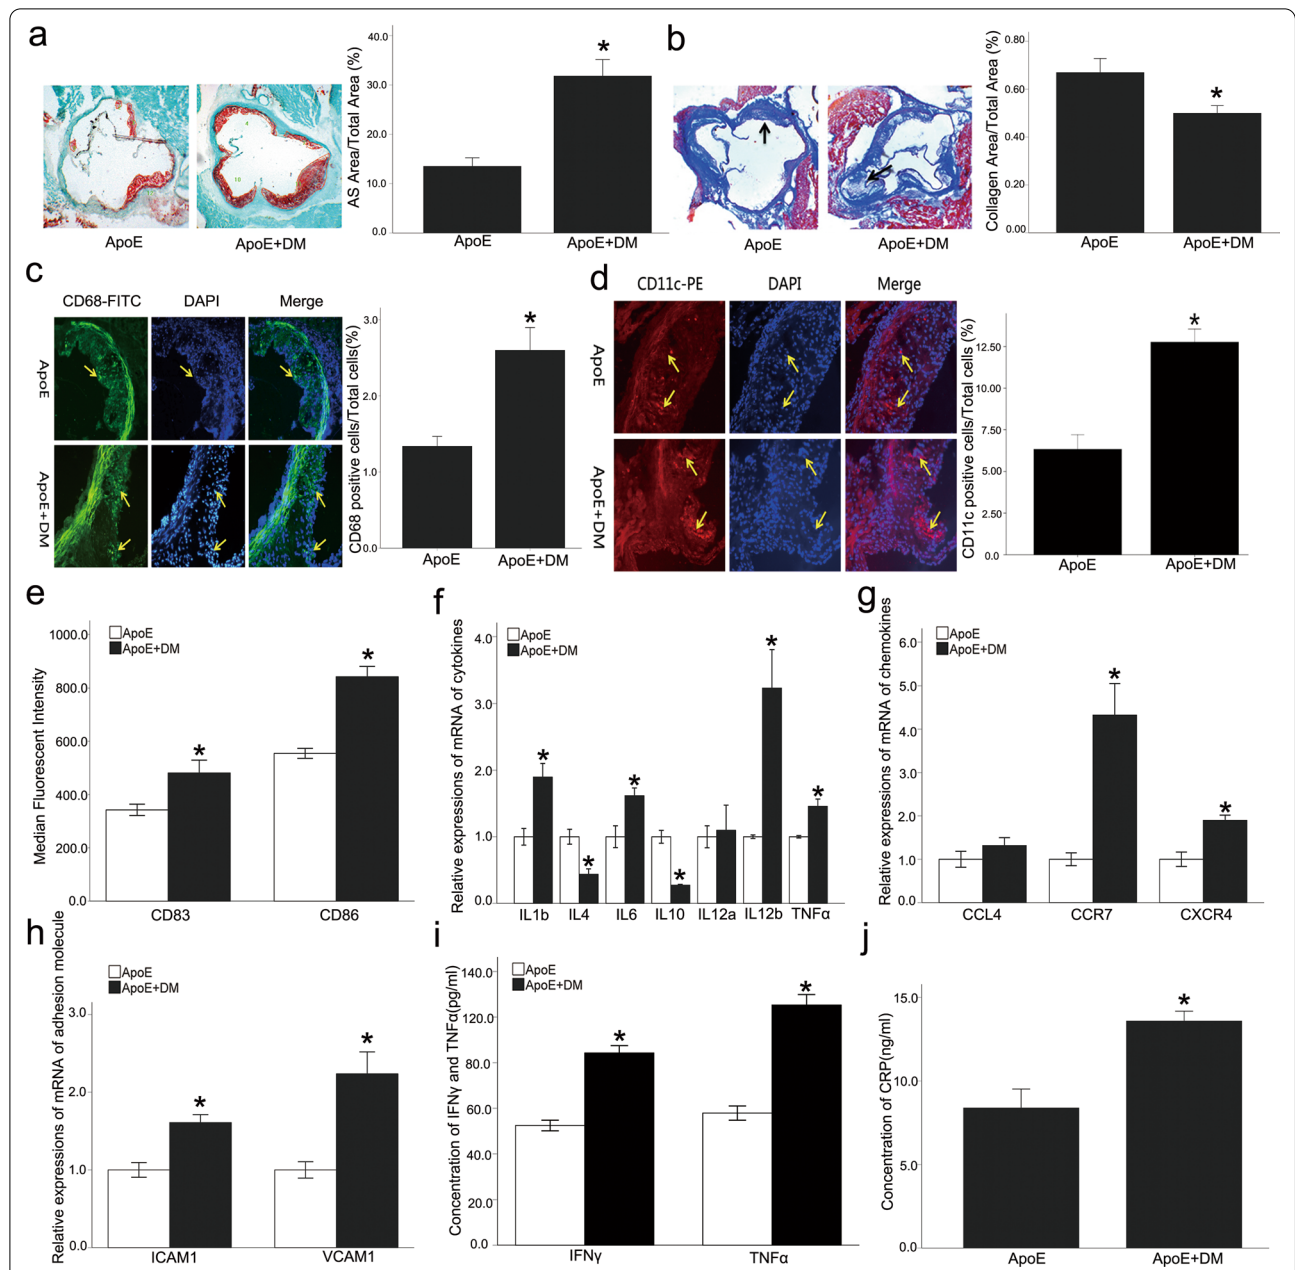 a
AS Area/Total Area (%)
40.0
30.0
20.0
10.0
0.0
*
ApoE
ApoE+DM
10
ApoE
ApoE+DM
b
Collagen Area/Total Area (%)
0.80
0.60
0.40
0.20
0.00
*
ApoE
ApoE+DM
ApoE
ApoE+DM
c
CD68-FITC
DAPI
Merge
ApoE
ApoE+DM
CD68 positive cells/Total cells(%)
3.0
2.0
1.0
0.0
*
ApoE
ApoE+DM
d
CD11c-PE
DAPI
Merge
ApoE
ApoE+DM
CD11c positive cells/Total cells (%)
12.50
12.50
7.50
5.00
12.50
0.0
*
ApoE
ApoE+DM
e
Median Fluorescent Intensity
ApoE
ApoE+DM
1000.0
800.0
600.0
400.0
200.0
0.0
*
*
CD83
CD86
f
Relative expressions of mRNA of cytokines
ApoE
ApoE+DM
4.0
3.0
2.0
1.0
0.0
*
*
*
*
*
*
IL1b
IL4
IL6
IL10
IL12a
IL12b
TNFα
g
Relative expressions of mRNA of chemokines
ApoE
ApoE+DM
6.0
5.0
4.0
3.0
2.0
1.0
0.0
*
*
CCL4
CCR7
CXCR4
h
Relative expressions of mRNA of adhesion molecule
ApoE
ApoE+DM
3.0
2.0
1.0
0.0
*
*
ICAM1
VCAM1
i
Concentration of IFNγ and TNFα(pg/ml)
ApoE
ApoE+DM
140.0
120.0
80.0
60.0
40.0
20.0
0.0
*
*
IFNγ
TNFα
j
Concentration of CRP(ng/ml)
15.0
10.0
5.0
0.0
*
ApoE
ApoE+DM